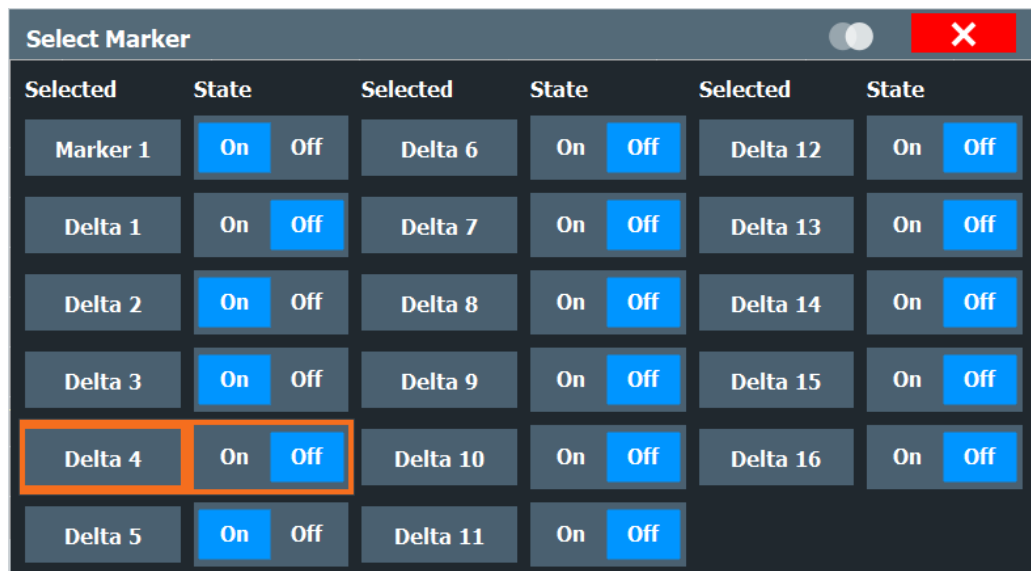 Select Marker
Selected State Selected State Selected State
Marker 1 On Off Delta 6 On Off Delta 12 On Off
Delta 1 On Off Delta 7 On Off Delta 13 On Off
Delta 2 On Off Delta 8 On Off Delta 14 On Off
Delta 3 On Off Delta 9 On Off Delta 15 On Off
Delta 4 On Off Delta 10 On Off Delta 16 On Off
Delta 5 On Off Delta 11 On Off